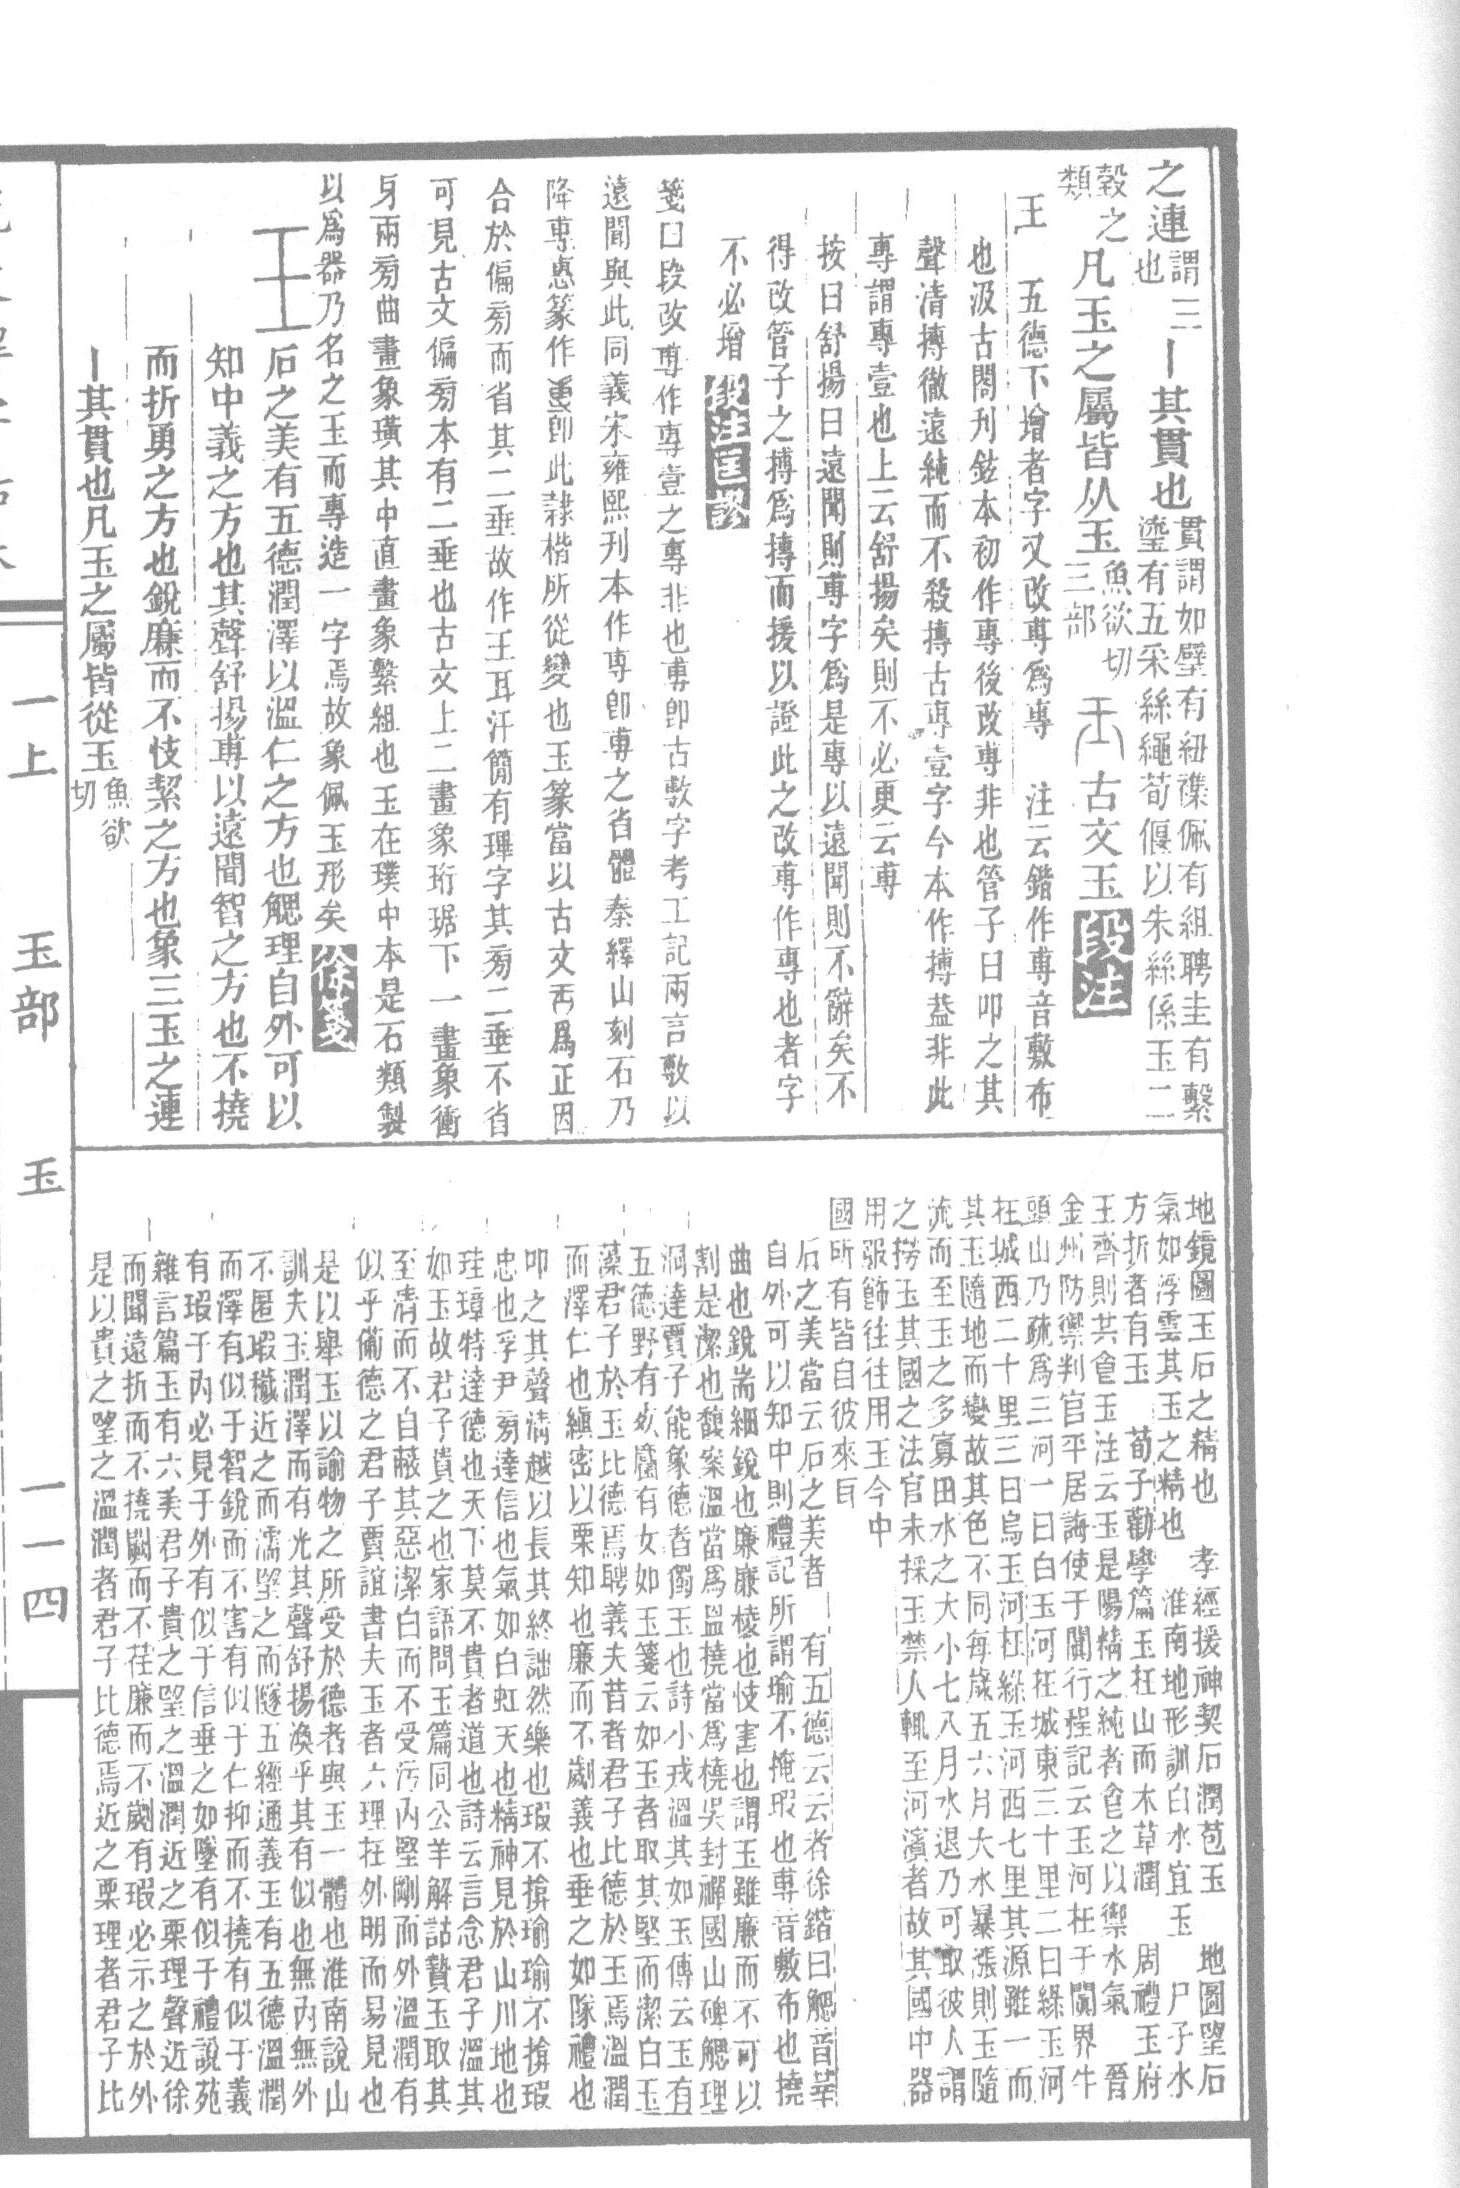 之連謂三也丨其貫也貫謂如璧有紐襍佩有組聘圭有繫
瑬有五采絲繩荀偃以朱絲係玉二
瑴之類凡玉之屬皆从玉魚欲切三部 古文玉段注
王 五德下增者字又改尃爲專 注云鍇作尃音敷布
也汲古閣刋鉉本初作專後改尃非也管子曰叩之其
聲清搏徹遠純而不殺搏古專壹字今本作摶葢非此
專謂專壹也上云舒揚矣則不必更云尃
按曰舒揚曰遠聞則尃字爲是專以遠聞則不辭矣不
得改管子之摶爲摶而援以證此之改尃作專也者字
不必增段注匡謬
箋曰段改尃作專壹之專非也尃卽古敷字考工記兩言敷以
遠聞與此同義宋雍熙刋本作專卽尃之省體秦繹山刻石乃
降專惠篆作 卽此隷楷所從變也玉篆當以古文 爲正因
合於偏㫄而省其二垂故作王耳汗簡有琿字其㫄二垂不省
可見古文偏㫄本有二垂也古文上二畫象珩琚下一畫象衝
牙兩㫄曲畫象璜其中直畫象繫組也玉在璞中本是石類製
以爲器乃名之玉而專造一字焉故象佩玉形矣徐箋
王石之美有五德潤澤以溫仁之方也䚡理自外可以
知中義之方也其聲舒揚尃以遠聞智之方也不撓
而折勇之方也銳廉而不忮絜之方也象三玉之連
丨其貫也凡玉之屬皆從玉魚欲切
地鏡圖玉石之精也 孝經援神契石潤苞玉 地圖望石
氣如浮雲其玉之精也 淮南地形訓白水宜玉 尸子水
方折者有玉 荀子勸學篇玉在山而木草潤 周禮玉府
王齊則共食玉注云玉是陽精之純者食之以禦水氣 晉
金州防禦判官平居誨使于闐行程記云玉河在于闐界牛
頭山乃疏爲三河一曰白玉河在城東三十里二曰綠玉河
在城西二十里三曰烏玉河在綠玉河西七里其源雖一而
其玉隨地而變故其色不同每歲五六月大水暴漲則玉隨
流而至玉之多寡田水之大小七八月水退乃可取彼人謂
之撈玉其國之法官未採玉禁人輒至河濱者故其國中器
用服飾往往用玉今中
國所有皆自彼來耳
石之美當云石之美者 有五德云云者徐鍇曰䚡音
自外可以知中則禮記所謂瑜不掩瑕也專音敷布也撓
曲也銳耑細銳也廉廉棱也忮害也謂玉雖廉而不可以
割是潔也馥案溫當爲昷撓當爲橈吳封禪國山碑䚡理
洞達賈子能象德者獨玉也詩小戎溫其如玉傳云玉有
五德野有死麕有女如玉箋云如玉者取其堅而潔白玉
藻君子於玉比德焉聘義夫昔者君子比德於玉焉溫潤
而澤仁也縝密以栗知也廉而不劌義也垂之如隊禮也
叩之其聲清越以長其終詘然樂也瑕不揜瑜瑜不揜瑕
忠也孚尹㫄達信也氣如白虹天也精神見於山川地也
珪璋特達德也天下莫不貴者道也詩云言念君子溫其
如玉故君子貴之也家語問玉篇同公羊解詁贄玉取其
至清而不自蔽其惡潔白而不受污內堅剛而外溫潤有
似乎備德之君子賈誼書夫玉者六理在外明而易見也
是以舉玉以諭物之所受於德者與玉一體也淮南說山
訓夫玉潤澤而有光其聲舒揚渙乎其有似也無內無外
不匿瑕穢近之而濡望之而隧五經通義玉有五德溫潤
而澤有似于智銳而不害有似于仁抑而不撓有似于義
有瑕于內必見于外有似于信垂之如墜有似于禮說苑
雜言篇玉有六美君子貴之望之溫潤近之栗理聲近徐
而聞遠折而不撓闕而不荏廉而不劌有瑕必示之於外
是以貴之望之溫潤者君子比德焉近之栗理者君子比
一上 玉部 玉 一一四